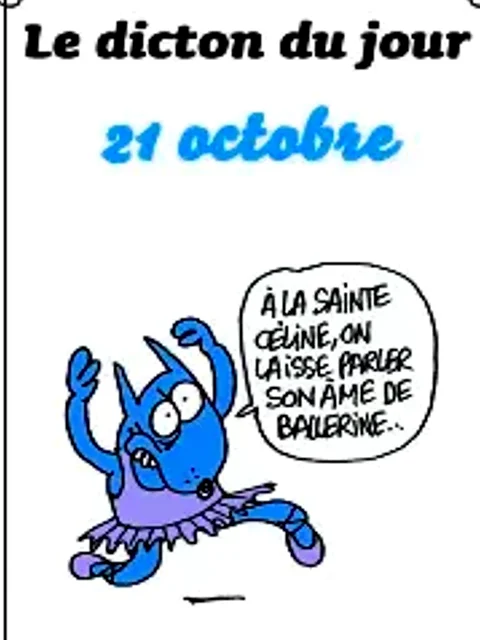 Le dicton du jour
21 octobre
À LA SAINTE
CÉLINE, ON
LAISSE PARLER
SON ÂME DE
BALLERINE..